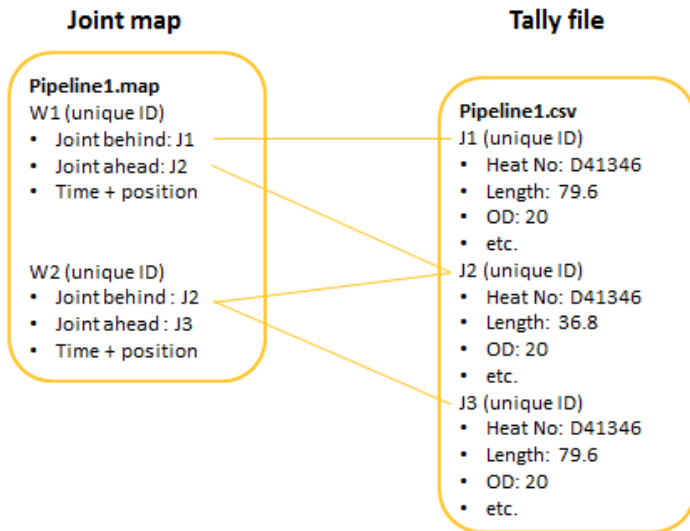 Joint map
Pipeline1.map
W1 (unique ID)
• Joint behind: J1
• Joint ahead: J2
• Time + position
W2 (unique ID)
• Joint behind : J2
• Joint ahead : J3
• Time + position
Tally file
Pipeline1.csv
J1 (unique ID)
• Heat No: D41346
• Length: 79.6
• OD: 20
• etc.
J2 (unique ID)
• Heat No: D41346
• Length: 36.8
• OD: 20
• etc.
J3 (unique ID)
• Heat No: D41346
• Length: 79.6
• OD: 20
• etc.